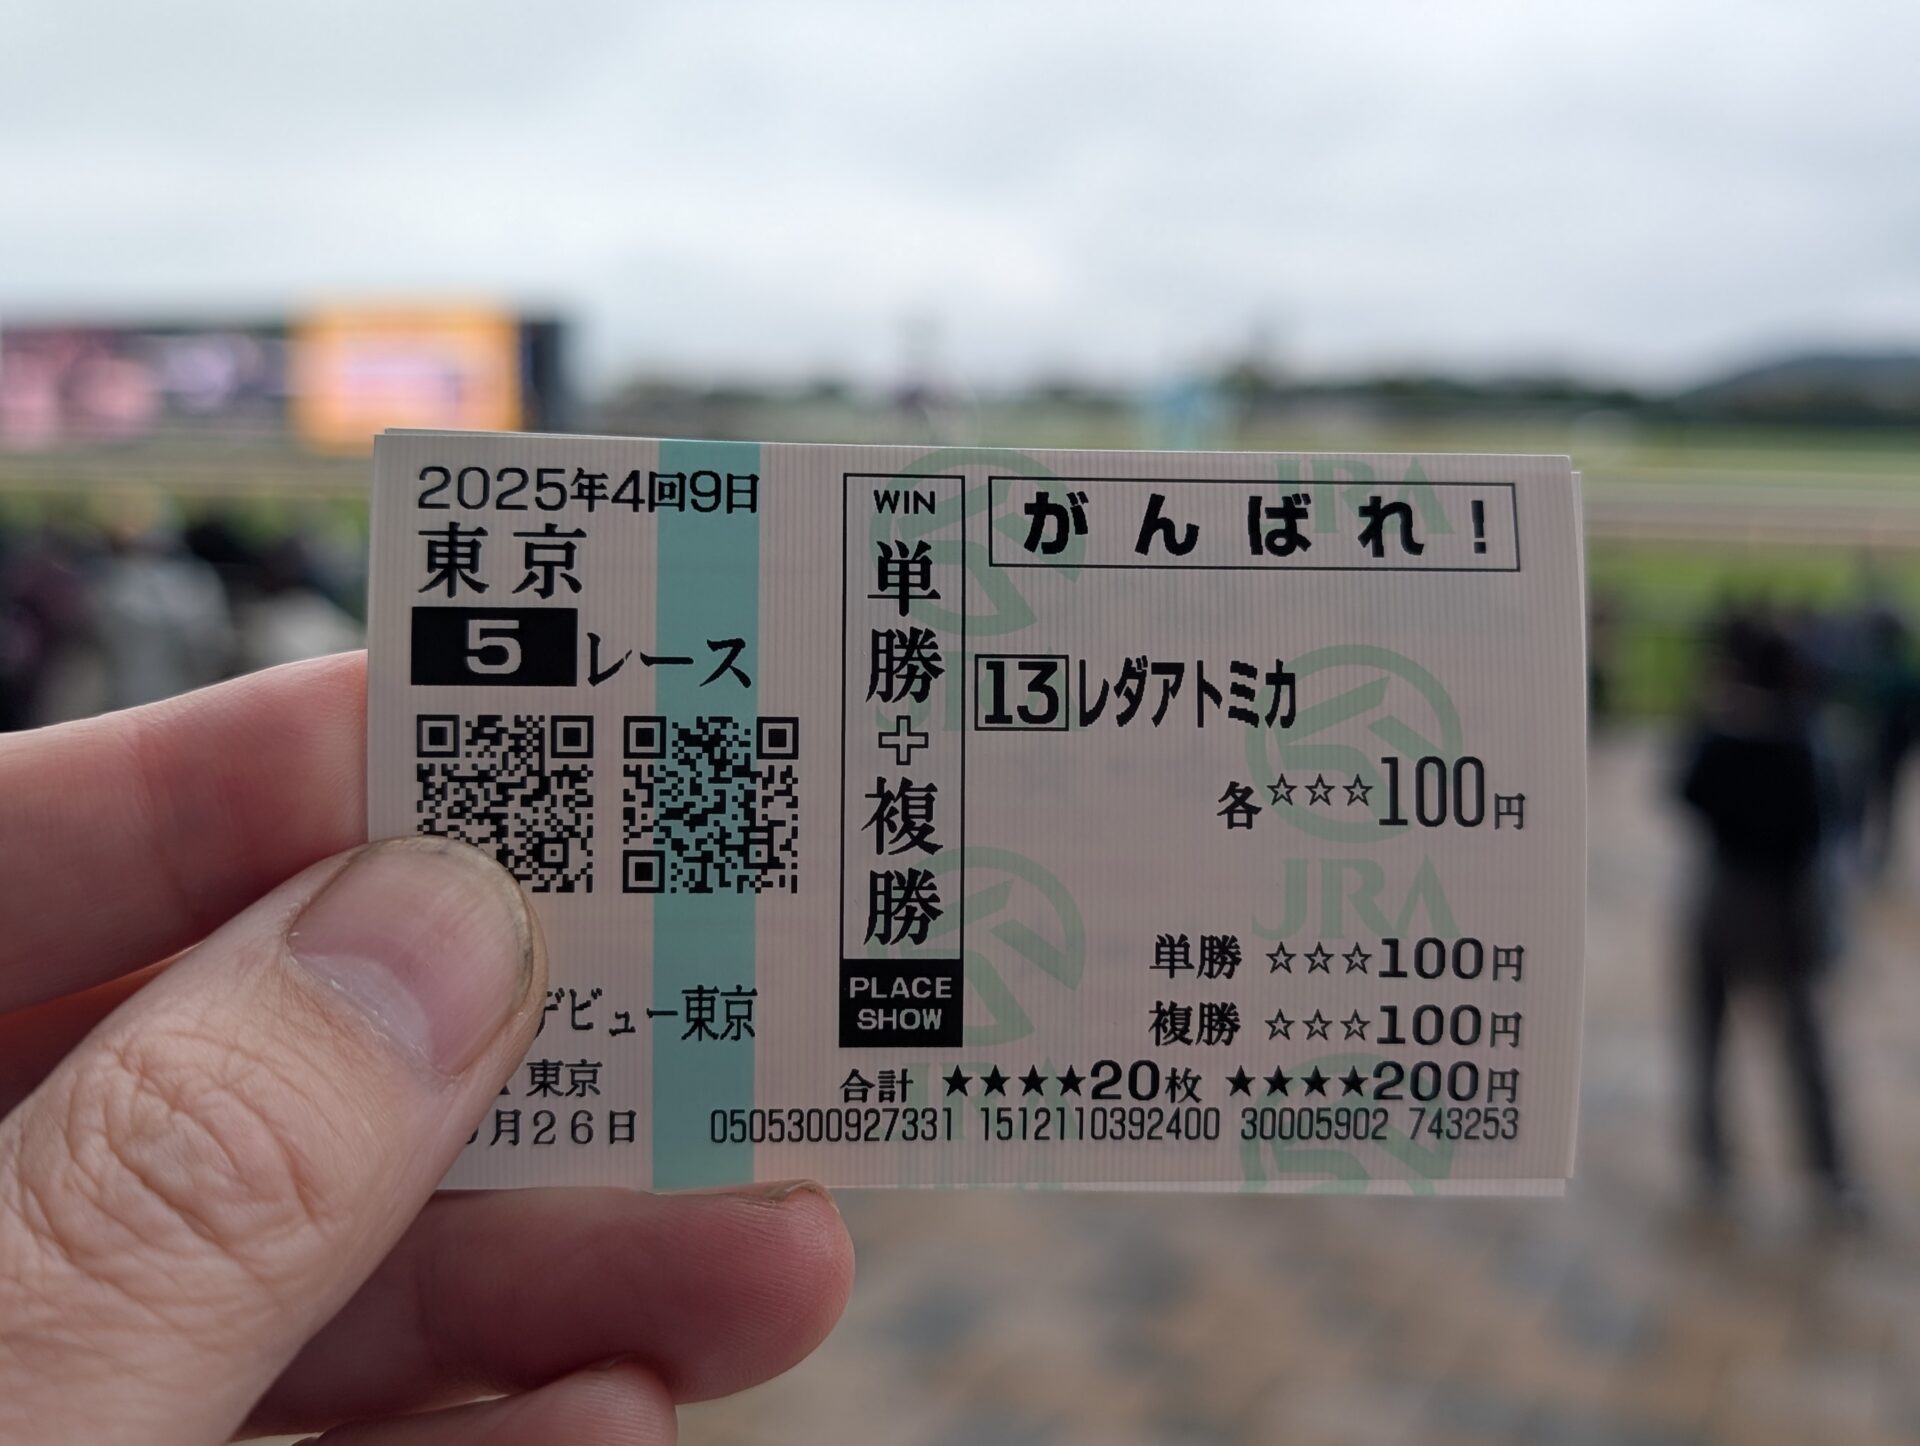 2025年4回9日
東京
5レース
デビュー東京
東京
月26日
WIN
単勝+複勝
PLACE
SHOW
がんばれ!
13レダアトミカ
各☆☆☆100円
単勝 ☆☆☆100円
複勝 ☆☆☆100円
合計 ★★★★20枚 ★★★★200円
0505300927331 1512110392400 30005902 743253
JRA
JRA